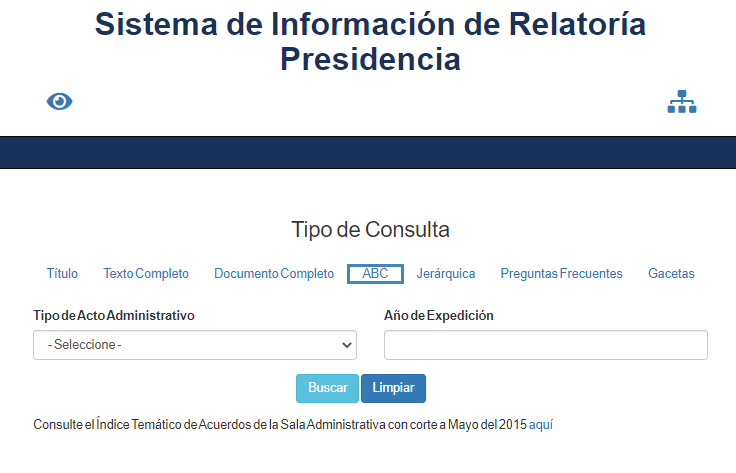 Sistema de Información de Relatoría
Presidencia
Tipo de Consulta
Título Texto Completo Documento Completo ABC Jerárquica Preguntas Frecuentes Gacetas
Tipo de Acto Administrativo Año de Expedición
- Seleccione -
Buscar Limpiar
Consulte el Índice Temático de Acuerdos de la Sala Administrativa con corte a Mayo del 2015 aquí